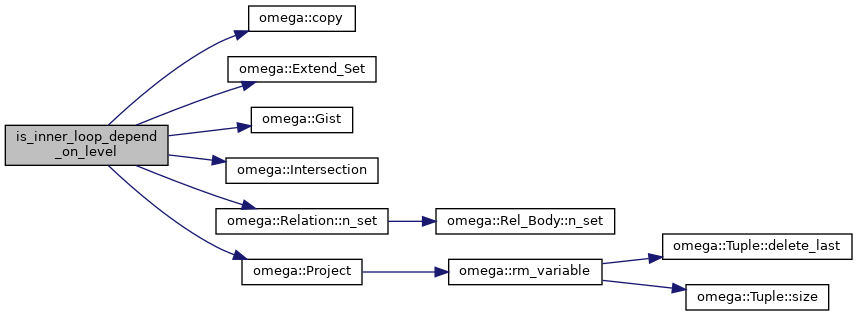 is_inner_loop_depend
_on_level
omega::copy
omega::Extend_Set
omega::Gist
omega::Intersection
omega::Relation::n_set
omega::Rel_Body::n_set
omega::Project
omega::rm_variable
omega::Tuple::delete_last
omega::Tuple::size